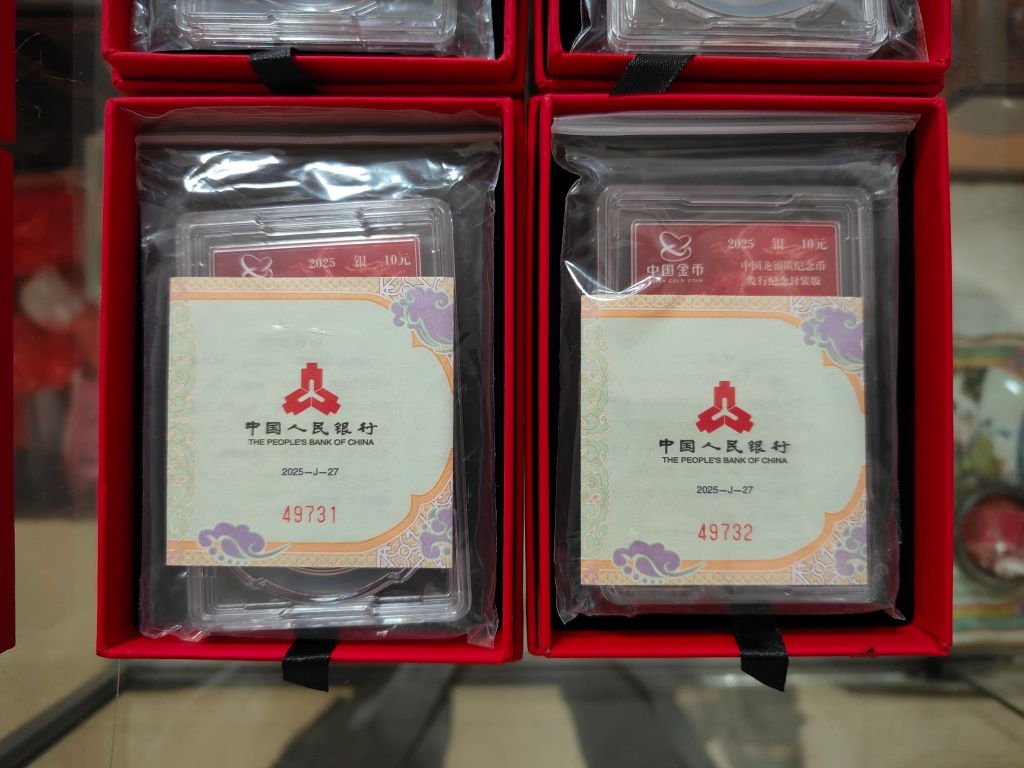 2025 银 10元
中国人民银行
THE PEOPLE'S BANK OF CHINA
2025—J—27
49731
中国金币
CHINA GOLD COIN
2025 银 10元
中国龙银质纪念币
发行纪念封装版
中国人民银行
THE PEOPLE'S BANK OF CHINA
2025—J—27
49732